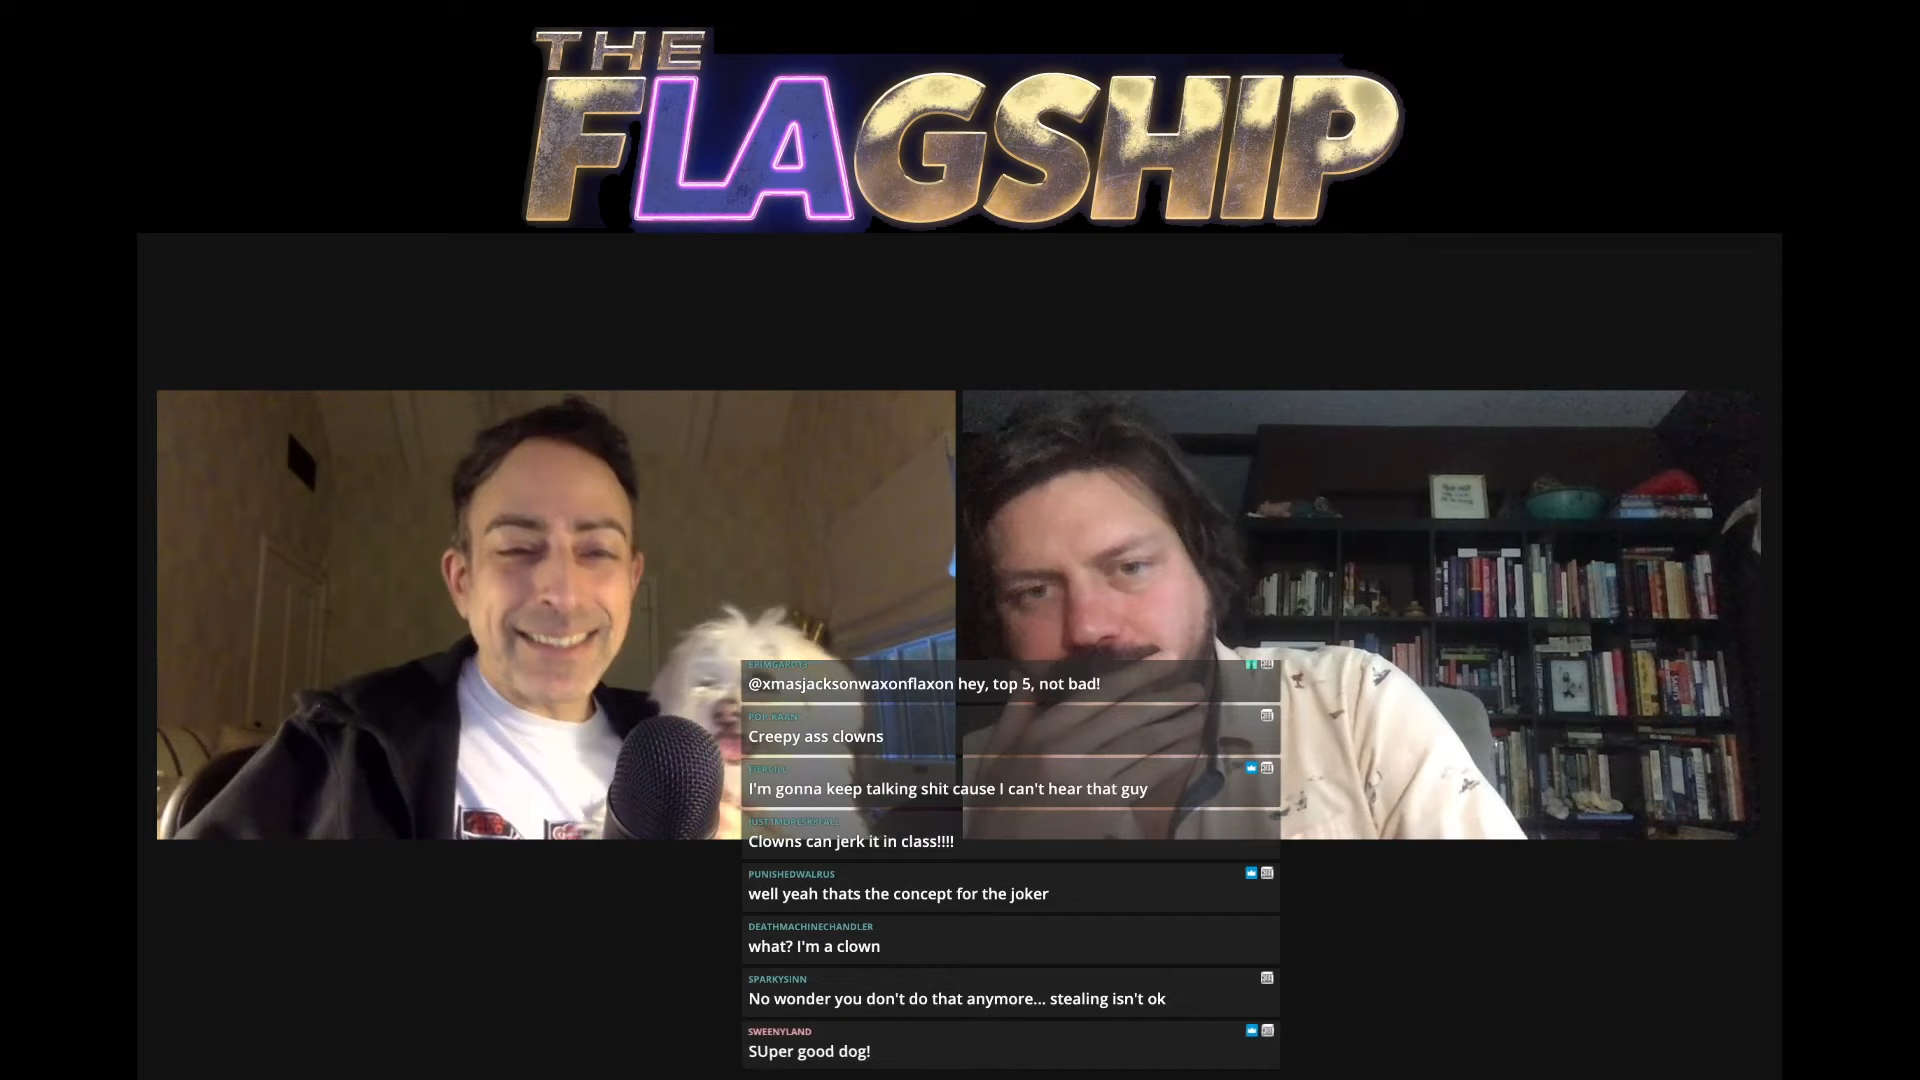 THE
FLAGSHIP
ERIMGARD13
@xmasjacksonwaxonflaxon hey, top 5, not bad!
Creepy ass clowns
I'm gonna keep talking shit cause I can't hear that guy
Clowns can jerk it in class!!!!
PUNISHEDWALRUS
well yeah thats the concept for the joker
DEATHMACHINECHANDLER
what? I'm a clown
SPARKYSINN
No wonder you don't do that anymore... stealing isn't ok
SWEENYLAND
SUper good dog!